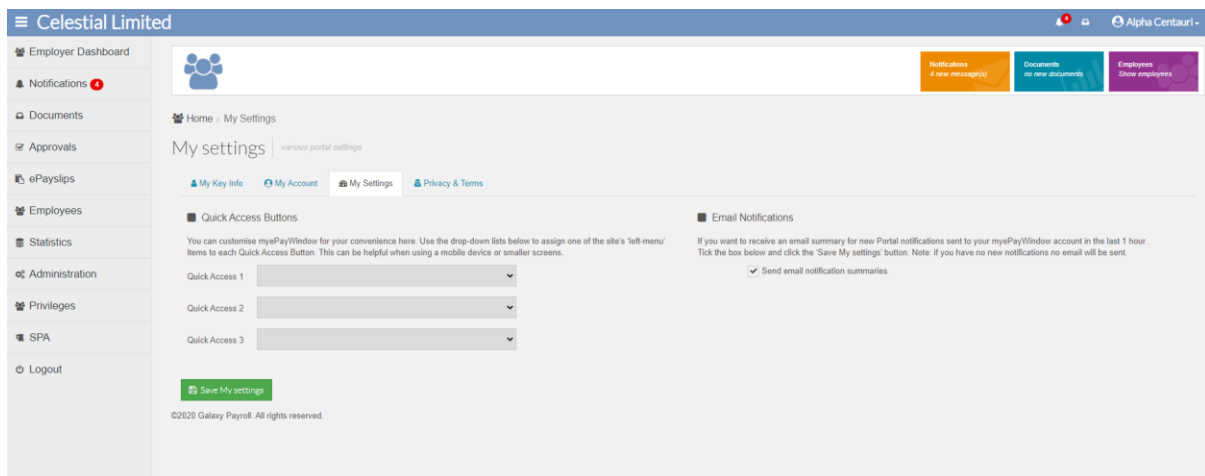 Celestial Limited
4
Alpha Centauri
Employer Dashboard
Notifications 4
Documents
Approvals
ePayslips
Employees
Statistics
Administration
Privileges
SPA
Logout
Notifications
4 new message(s)
Documents
no new documents
Employees
Show employees
Home › My Settings
My settings various portal settings
My Key Info My Account My Settings Privacy & Terms
Quick Access Buttons
You can customise myePayWindow for your convenience here. Use the drop-down lists below to assign one of the site's 'left-menu'
items to each Quick Access Button. This can be helpful when using a mobile device or smaller screens.
Quick Access 1
Quick Access 2
Quick Access 3
Save My settings
Email Notifications
If you want to receive an email summary for new Portal notifications sent to your myePayWindow account in the last 1 hour .
Tick the box below and click the 'Save My settings' button. Note: if you have no new notifications no email will be sent.
Send email notification summaries
©2020 Galaxy Payroll. All rights reserved.